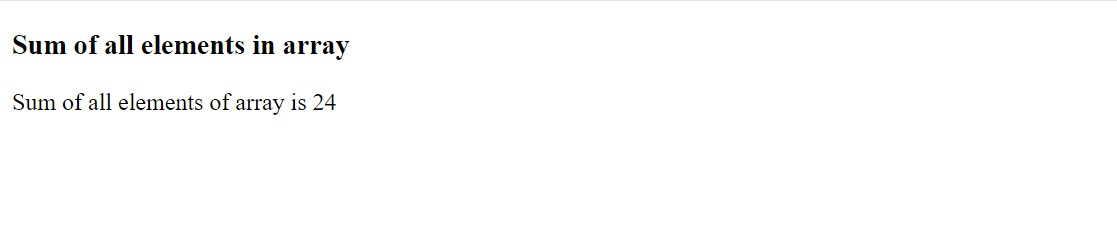 Sum of all elements in array
Sum of all elements of array is 24